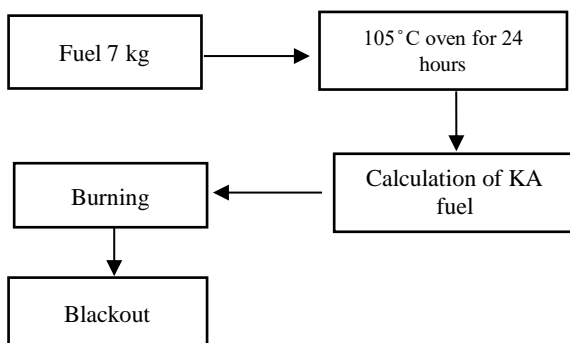 Fuel 7 kg
105°C oven for 24
hours
Calculation of KA
fuel
Burning
Blackout